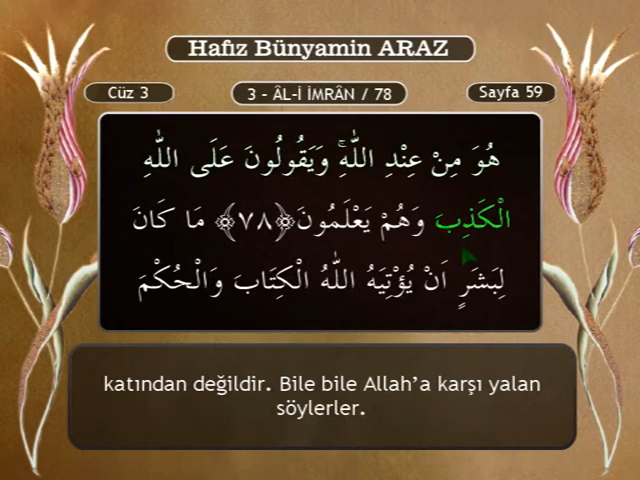 Hafız Bünyamin ARAZ
Cüz 3
3 - ÂL-İ İMRÂN / 78
Sayfa 59
هُوَ مِنْ عِنْدِ اللّٰهِۚ وَيَقُولُونَ عَلَى اللّٰهِ
الْكَذِبَ وَهُمْ يَعْلَمُونَ﴿٧٨﴾ مَا كَانَ
لِبَشَرٍ اَنْ يُؤْتِيَهُ اللّٰهُ الْكِتَابَ وَالْحُكْمَ
katından değildir. Bile bile Allah’a karşı yalan
söylerler.